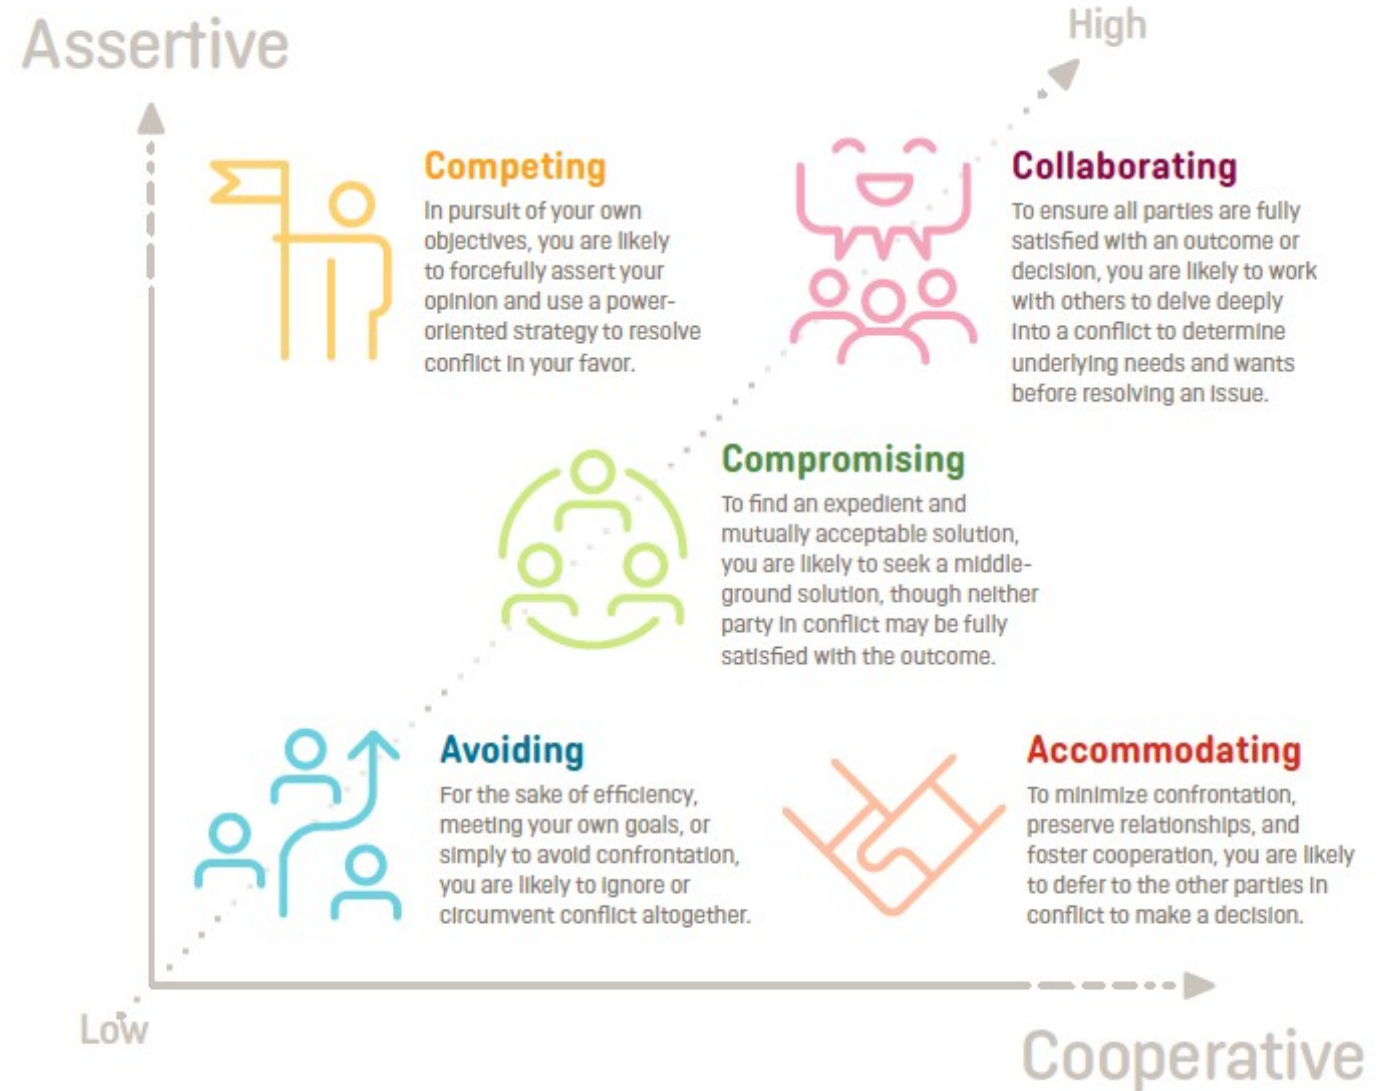 Assertive
High
Competing
In pursuit of your own
objectives, you are likely
to forcefully assert your
opinion and use a power-
oriented strategy to resolve
conflict in your favor.
Collaborating
To ensure all parties are fully
satisfied with an outcome or
decision, you are likely to work
with others to delve deeply
into a conflict to determine
underlying needs and wants
before resolving an issue.
Compromising
To find an expedient and
mutually acceptable solution,
you are likely to seek a middle-
ground solution, though neither
party in conflict may be fully
satisfied with the outcome.
Avoiding
For the sake of efficiency,
meeting your own goals, or
simply to avoid confrontation,
you are likely to ignore or
circumvent conflict altogether.
Accommodating
To minimize confrontation,
preserve relationships, and
foster cooperation, you are likely
to defer to the other parties in
conflict to make a decision.
Low
Cooperative